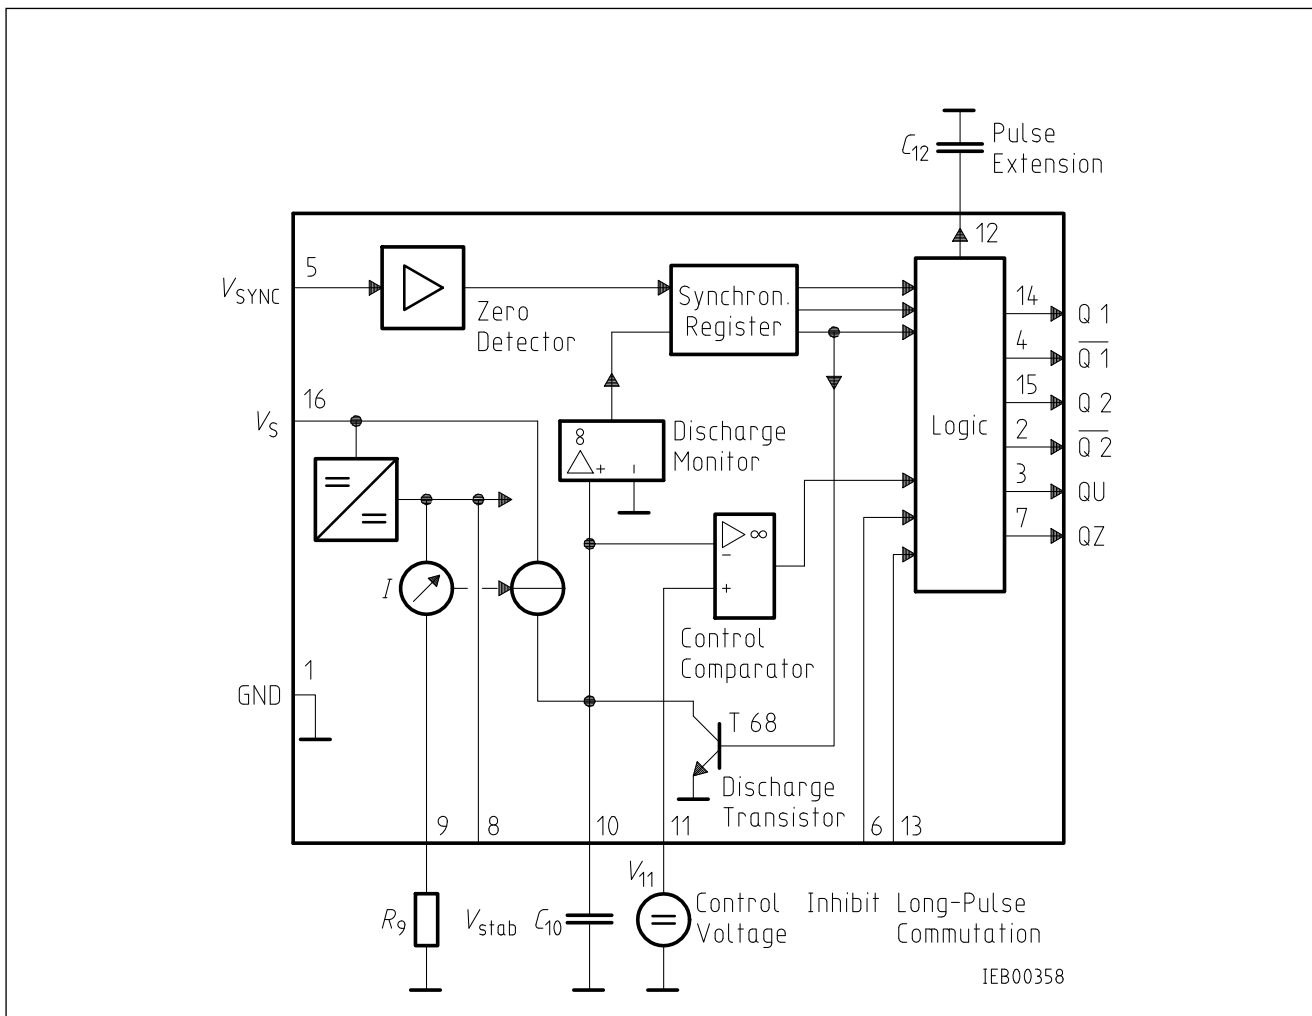 C12
Pulse
Extension
12
5
VSYNC
Zero
Detector
Synchron.
Register
14
Q 1
4
Q̅ 1̅
15
Q 2
2
Q̅ 2̅
3
QU
7
QZ
Logic
16
VS
8
+ -
Discharge
Monitor
=
=
∞
-
+
Control
Comparator
I
1
GND
T 68
Discharge
Transistor
9
8
10
11
6
13
R9
Vstab
C10
V11
=
Control
Voltage
Inhibit
Long-Pulse
Commutation
IEB00358